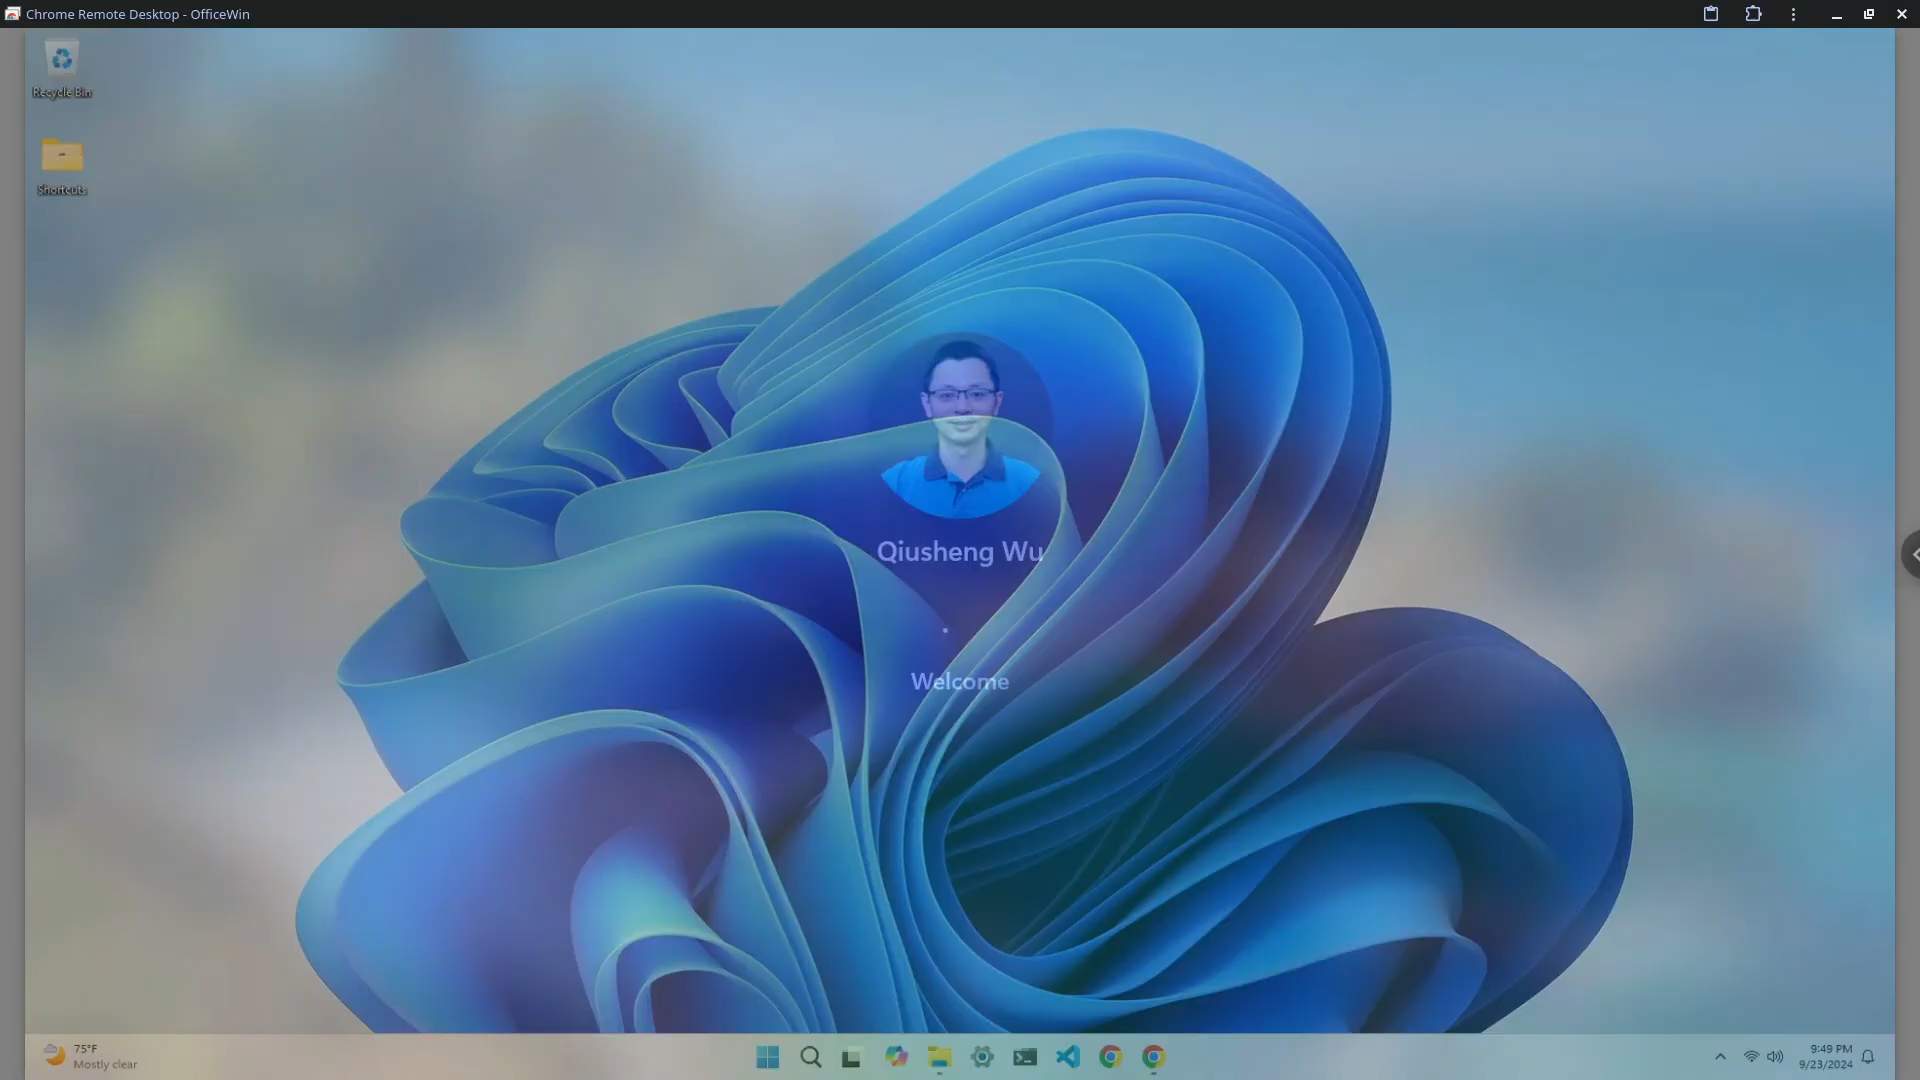 Chrome Remote Desktop - OfficeWin
Recycle Bin
Shortcuts
Qiusheng Wu
Welcome
75°F
Mostly clear
9:49 PM
9/23/2024